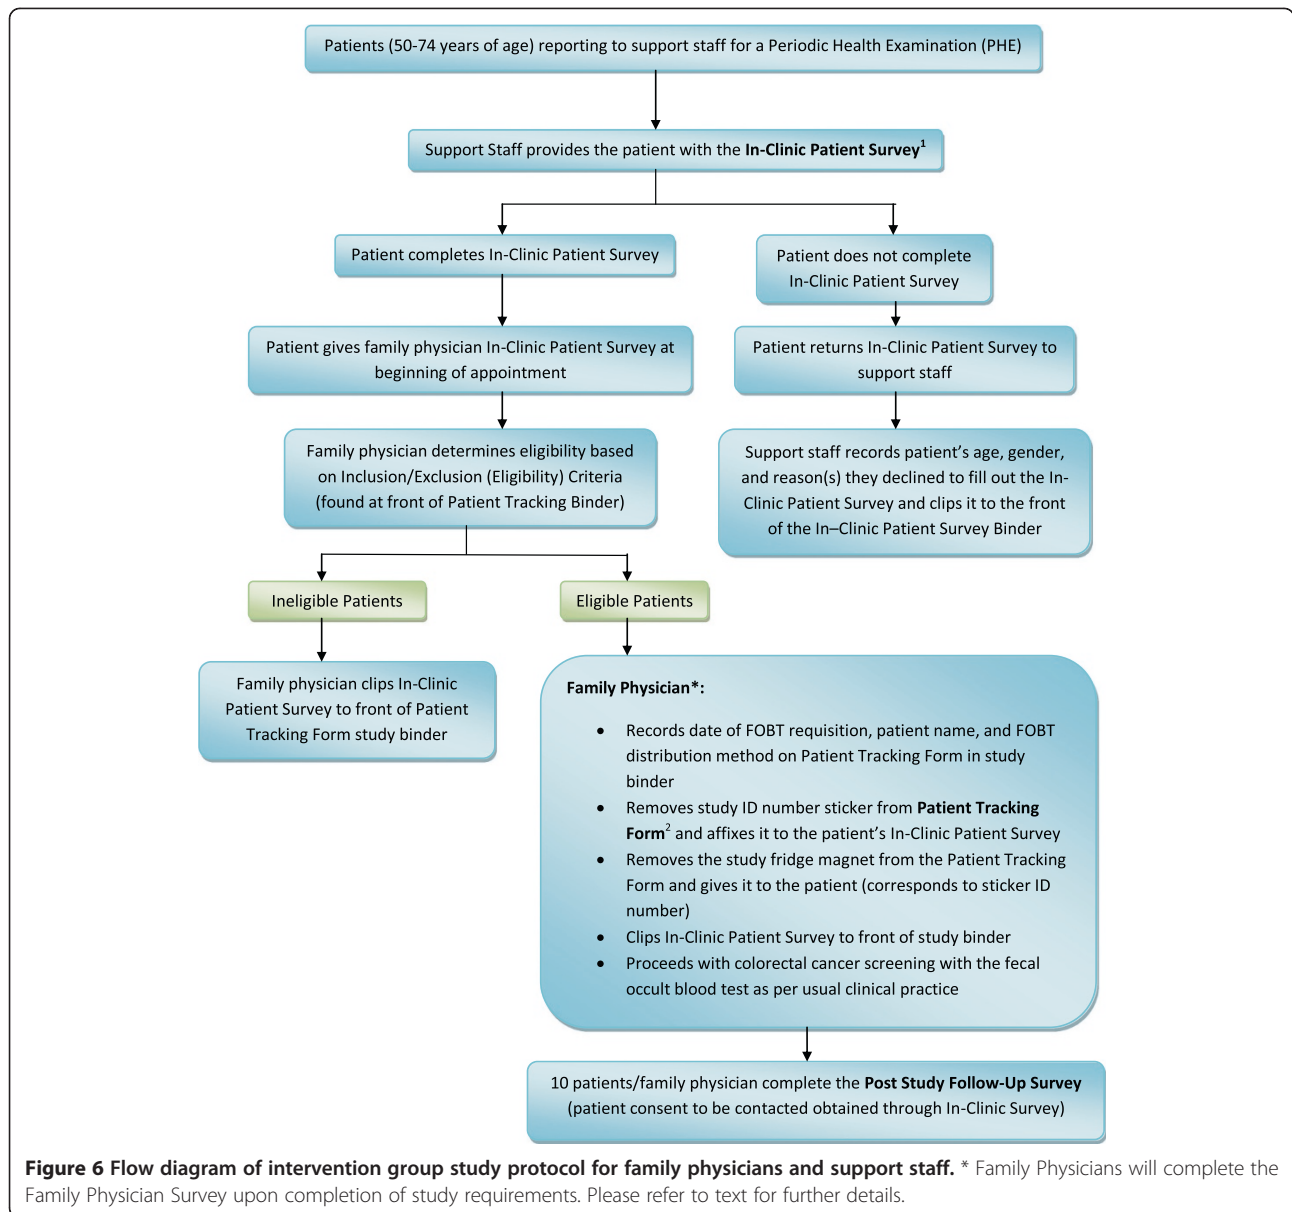 Patients (50-74 years of age) reporting to support staff for a Periodic Health Examination (PHE)
Support Staff provides the patient with the In-Clinic Patient Survey1
Patient completes In-Clinic Patient Survey
Patient does not complete
In-Clinic Patient Survey
Patient gives family physician In-Clinic Patient Survey at
beginning of appointment
Patient returns In-Clinic Patient Survey to
support staff
Family physician determines eligibility based
on Inclusion/Exclusion (Eligibility) Criteria
(found at front of Patient Tracking Binder)
Support staff records patient’s age, gender,
and reason(s) they declined to fill out the In-
Clinic Patient Survey and clips it to the front
of the In–Clinic Patient Survey Binder
Ineligible Patients
Eligible Patients
Family physician clips In-Clinic
Patient Survey to front of Patient
Tracking Form study binder
Family Physician*:
• Records date of FOBT requisition, patient name, and FOBT
distribution method on Patient Tracking Form in study
binder
• Removes study ID number sticker from Patient Tracking
Form2 and affixes it to the patient’s In-Clinic Patient Survey
• Removes the study fridge magnet from the Patient Tracking
Form and gives it to the patient (corresponds to sticker ID
number)
• Clips In-Clinic Patient Survey to front of study binder
• Proceeds with colorectal cancer screening with the fecal
occult blood test as per usual clinical practice
10 patients/family physician complete the Post Study Follow-Up Survey
(patient consent to be contacted obtained through In-Clinic Survey)
Figure 6 Flow diagram of intervention group study protocol for family physicians and support staff. * Family Physicians will complete the
Family Physician Survey upon completion of study requirements. Please refer to text for further details.